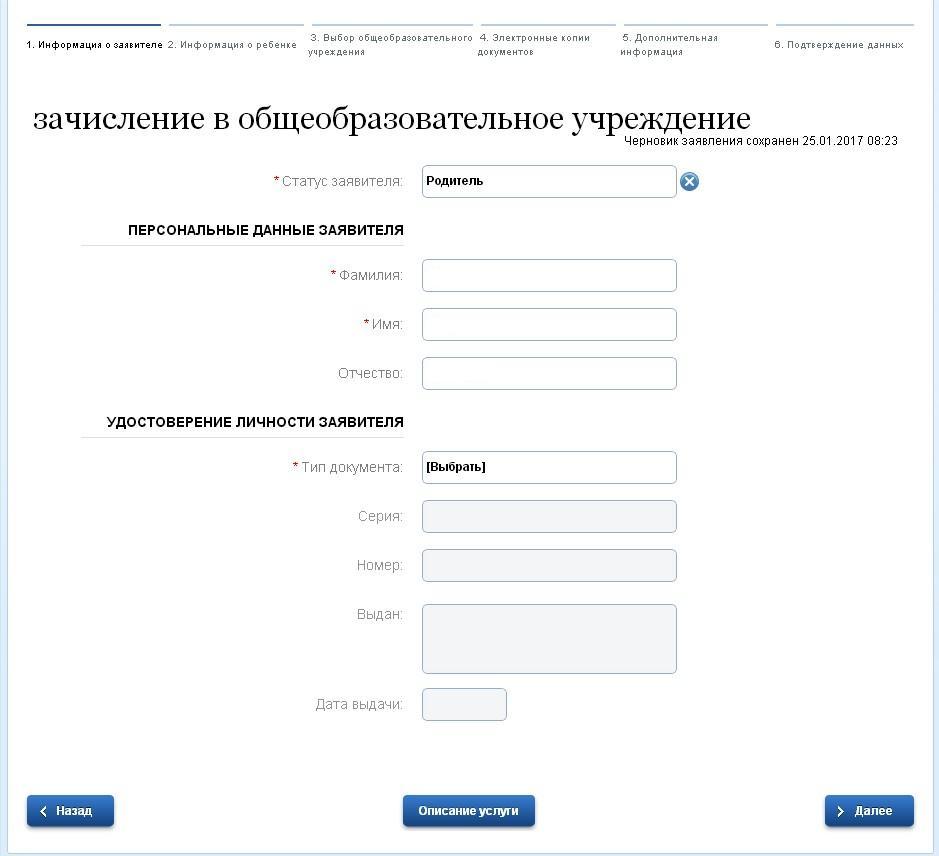 1. Информация о заявителе
2. Информация о ребенке
3. Выбор общеобразовательного
учреждения
4. Электронные копии
документов
5. Дополнительная
информация
6. Подтверждение данных
зачисление в общеобразовательное учреждение
Черновик заявления сохранен 25.01.2017 08:23
* Статус заявителя: Родитель
ПЕРСОНАЛЬНЫЕ ДАННЫЕ ЗАЯВИТЕЛЯ
* Фамилия:
* Имя:
Отчество:
УДОСТОВЕРЕНИЕ ЛИЧНОСТИ ЗАЯВИТЕЛЯ
* Тип документа: [Выбрать]
Серия:
Номер:
Выдан:
Дата выдачи:
Назад
Описание услуги
Далее